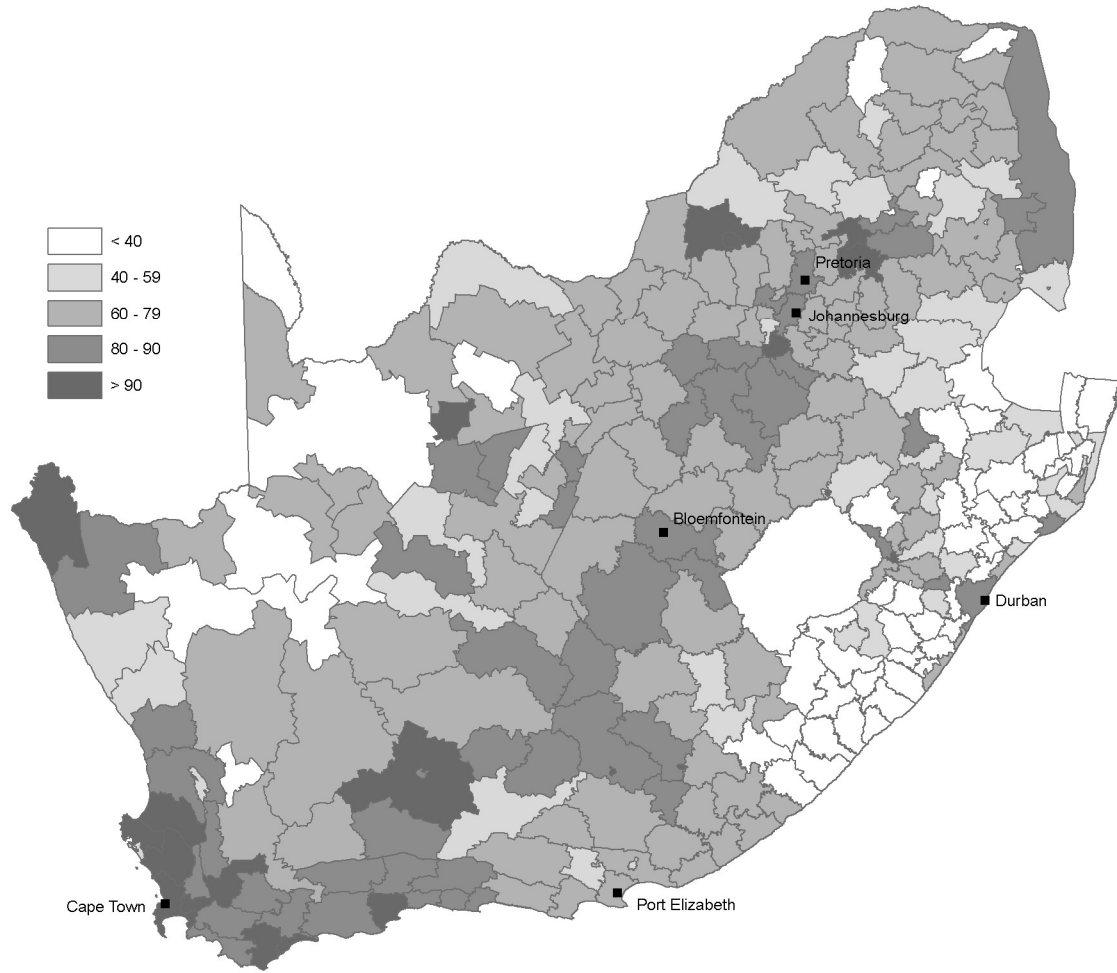 < 40
40 - 59
60 - 79
80 - 90
> 90
Pretoria
Johannesburg
Bloemfontein
Durban
Cape Town
Port Elizabeth